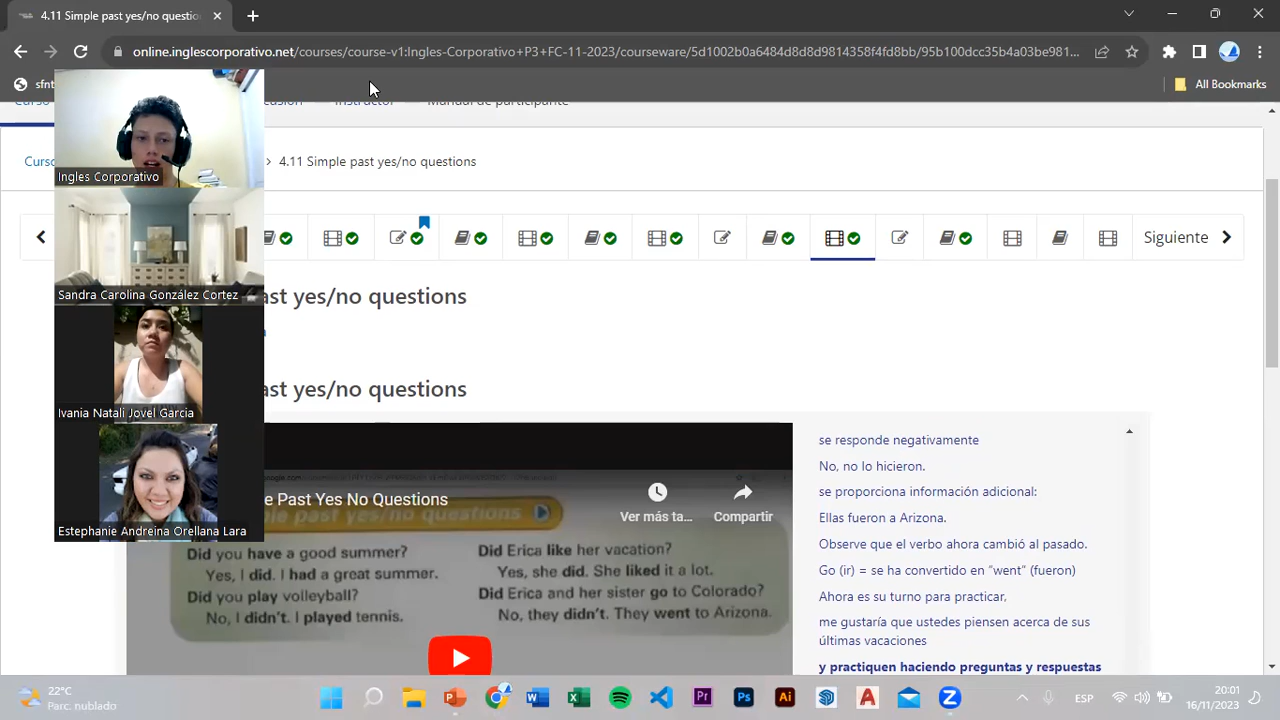 4.11 Simple past yes/no questio
online.inglescorporativo.net/courses/course-v1:Ingles-Corporativo+P3+FC-11-2023/courseware/5d1002b0a6484d8d8d9814358f4fd8bb/95b100dcc35b4a03be981...
sfnt
All Bookmarks
Instructor
Manual de participante
Curso
4.11 Simple past yes/no questions
Siguiente
Ingles Corporativo
Sandra Carolina González Cortez
Ivania Natali Jovel Garcia
Estephanie Andreina Orellana Lara
ast yes/no questions
ast yes/no questions
e Past Yes No Questions
Ver más ta...
Compartir
ple past yes/no questions
Did you have a good summer?
Yes, I did. I had a great summer.
Did you play volleyball?
No, I didn't. I played tennis.
Did Erica like her vacation?
Yes, she did. She liked it a lot.
Did Erica and her sister go to Colorado?
No, they didn't. They went to Arizona.
se responde negativamente
No, no lo hicieron.
se proporciona información adicional:
Ellas fueron a Arizona.
Observe que el verbo ahora cambió al pasado.
Go (ir) = se ha convertido en “went” (fueron)
Ahora es su turno para practicar,
me gustaría que ustedes piensen acerca de sus
últimas vacaciones
y practiquen haciendo preguntas y respuestas
22°C
Parc. nublado
ESP
20:01
16/11/2023